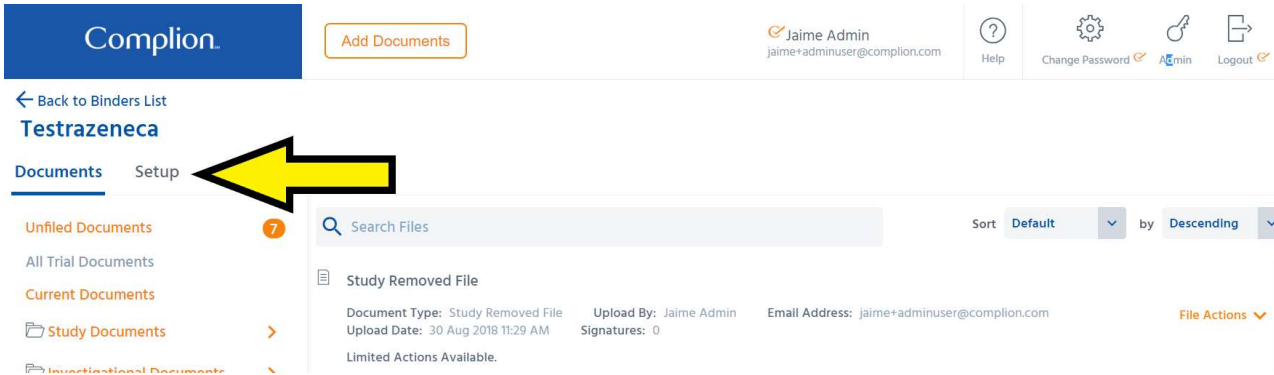 Complion
Add Documents
Jaime Admin
jaime+adminuser@complion.com
Help
Change Password
Admin
Logout
Back to Binders List
Testrazeneca
Documents Setup
Unfiled Documents 7
All Trial Documents
Current Documents
Study Documents
Investigational Documents
Search Files
Sort Default by Descending
Study Removed File
Document Type: Study Removed File Upload By: Jaime Admin Email Address: jaime+adminuser@complion.com
Upload Date: 30 Aug 2018 11:29 AM Signatures: 0
File Actions
Limited Actions Available.